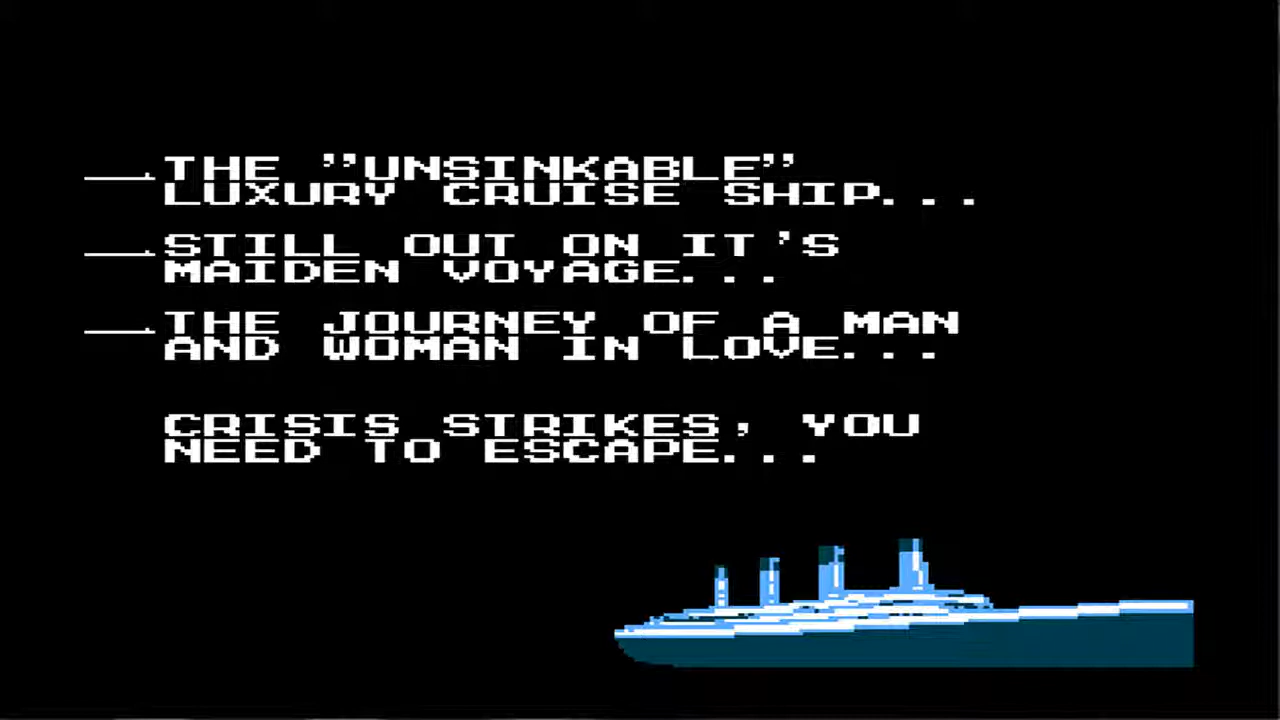 THE "UNSINKABLE"
LUXURY CRUISE SHIP...
STILL OUT ON IT'S
MAIDEN VOYAGE...
THE JOURNEY OF A MAN
AND WOMAN IN LOVE...
CRISIS STRIKES, YOU
NEED TO ESCAPE...